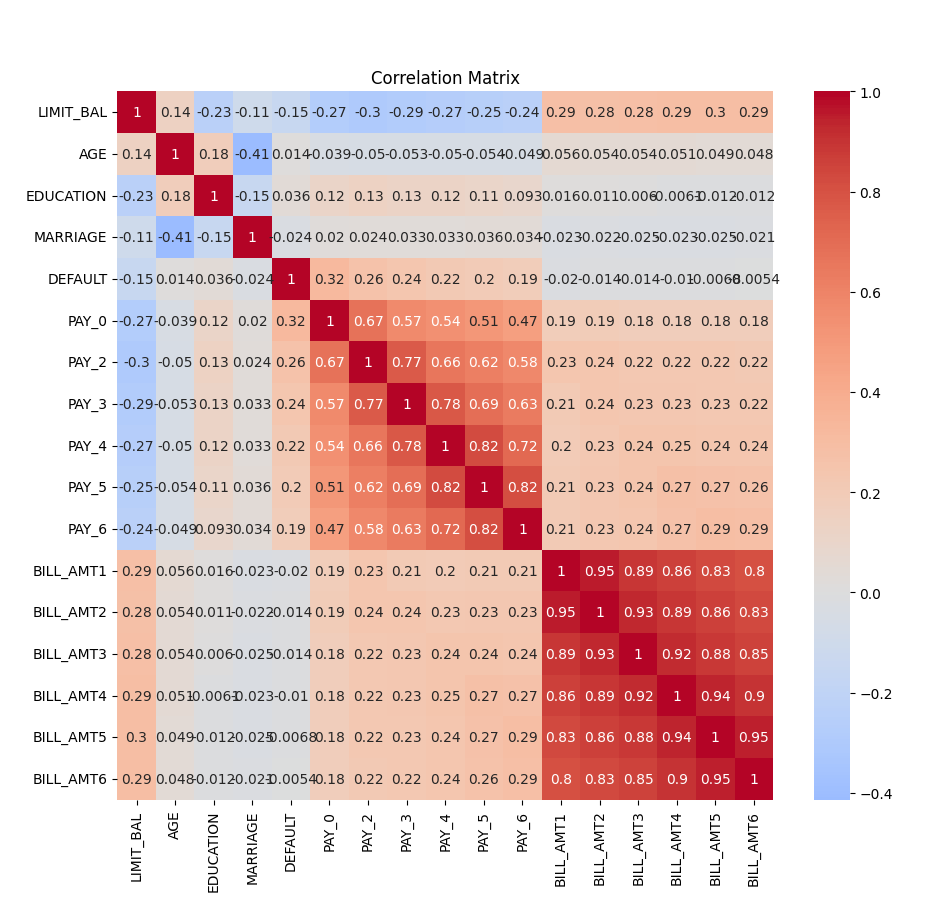 Correlation Matrix
LIMIT_BAL 1 0.14 -0.23 -0.11 -0.15 -0.27 -0.3 -0.29 -0.27 -0.25 -0.24 0.29 0.28 0.28 0.29 0.3 0.29
AGE 0.14 1 0.18 -0.41 0.014 -0.039 -0.05 -0.053 -0.05 -0.054 -0.049 0.056 0.054 0.054 0.051 0.049 0.048
EDUCATION -0.23 0.18 1 -0.15 0.036 0.12 0.13 0.13 0.12 0.11 0.093 0.016 0.011 0.006 -0.0061 -0.012 -0.012
MARRIAGE -0.11 -0.41 -0.15 1 -0.024 0.02 0.024 0.033 0.033 0.036 0.034 -0.023 -0.022 -0.025 -0.023 -0.025 -0.021
DEFAULT -0.15 0.014 0.036 -0.024 1 0.32 0.26 0.24 0.22 0.2 0.19 -0.02 -0.014 -0.014 -0.01 -0.0068 -0.0054
PAY_0 -0.27 -0.039 0.12 0.02 0.32 1 0.67 0.57 0.54 0.51 0.47 0.19 0.19 0.18 0.18 0.18 0.18
PAY_2 -0.3 -0.05 0.13 0.024 0.26 0.67 1 0.77 0.66 0.62 0.58 0.23 0.24 0.22 0.22 0.22 0.22
PAY_3 -0.29 -0.053 0.13 0.033 0.24 0.57 0.77 1 0.78 0.69 0.63 0.21 0.24 0.23 0.23 0.23 0.22
PAY_4 -0.27 -0.05 0.12 0.033 0.22 0.54 0.66 0.78 1 0.82 0.72 0.2 0.23 0.24 0.25 0.24 0.24
PAY_5 -0.25 -0.054 0.11 0.036 0.2 0.51 0.62 0.69 0.82 1 0.82 0.21 0.23 0.24 0.27 0.27 0.26
PAY_6 -0.24 -0.049 0.093 0.034 0.19 0.47 0.58 0.63 0.72 0.82 1 0.21 0.23 0.24 0.27 0.29 0.29
BILL_AMT1 0.29 0.056 0.016 -0.023 -0.02 0.19 0.23 0.21 0.2 0.21 0.21 1 0.95 0.89 0.86 0.83 0.8
BILL_AMT2 0.28 0.054 0.011 -0.022 -0.014 0.19 0.24 0.24 0.23 0.23 0.23 0.95 1 0.93 0.89 0.86 0.83
BILL_AMT3 0.28 0.054 0.006 -0.025 -0.014 0.18 0.22 0.23 0.24 0.24 0.24 0.89 0.93 1 0.92 0.88 0.85
BILL_AMT4 0.29 0.051 -0.0061 -0.023 -0.01 0.18 0.22 0.23 0.25 0.27 0.27 0.86 0.89 0.92 1 0.94 0.9
BILL_AMT5 0.3 0.049 -0.012 -0.025 -0.0068 0.18 0.22 0.23 0.24 0.27 0.29 0.83 0.86 0.88 0.94 1 0.95
BILL_AMT6 0.29 0.048 -0.012 -0.021 -0.0054 0.18 0.22 0.22 0.24 0.26 0.29 0.8 0.83 0.85 0.9 0.95 1
LIMIT_BAL AGE EDUCATION MARRIAGE DEFAULT PAY_0 PAY_2 PAY_3 PAY_4 PAY_5 PAY_6 BILL_AMT1 BILL_AMT2 BILL_AMT3 BILL_AMT4 BILL_AMT5 BILL_AMT6
1.0
0.8
0.6
0.4
0.2
0.0
−0.2
−0.4